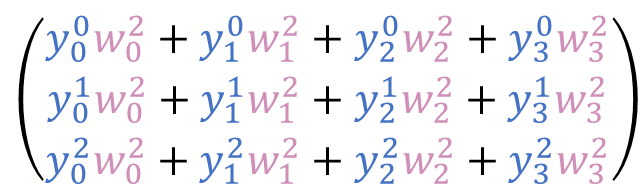 y_0^0 w_0^2 + y_1^0 w_1^2 + y_2^0 w_2^2 + y_3^0 w_3^2
y_0^1 w_0^2 + y_1^1 w_1^2 + y_2^1 w_2^2 + y_3^1 w_3^2
y_0^2 w_0^2 + y_1^2 w_1^2 + y_2^2 w_2^2 + y_3^2 w_3^2